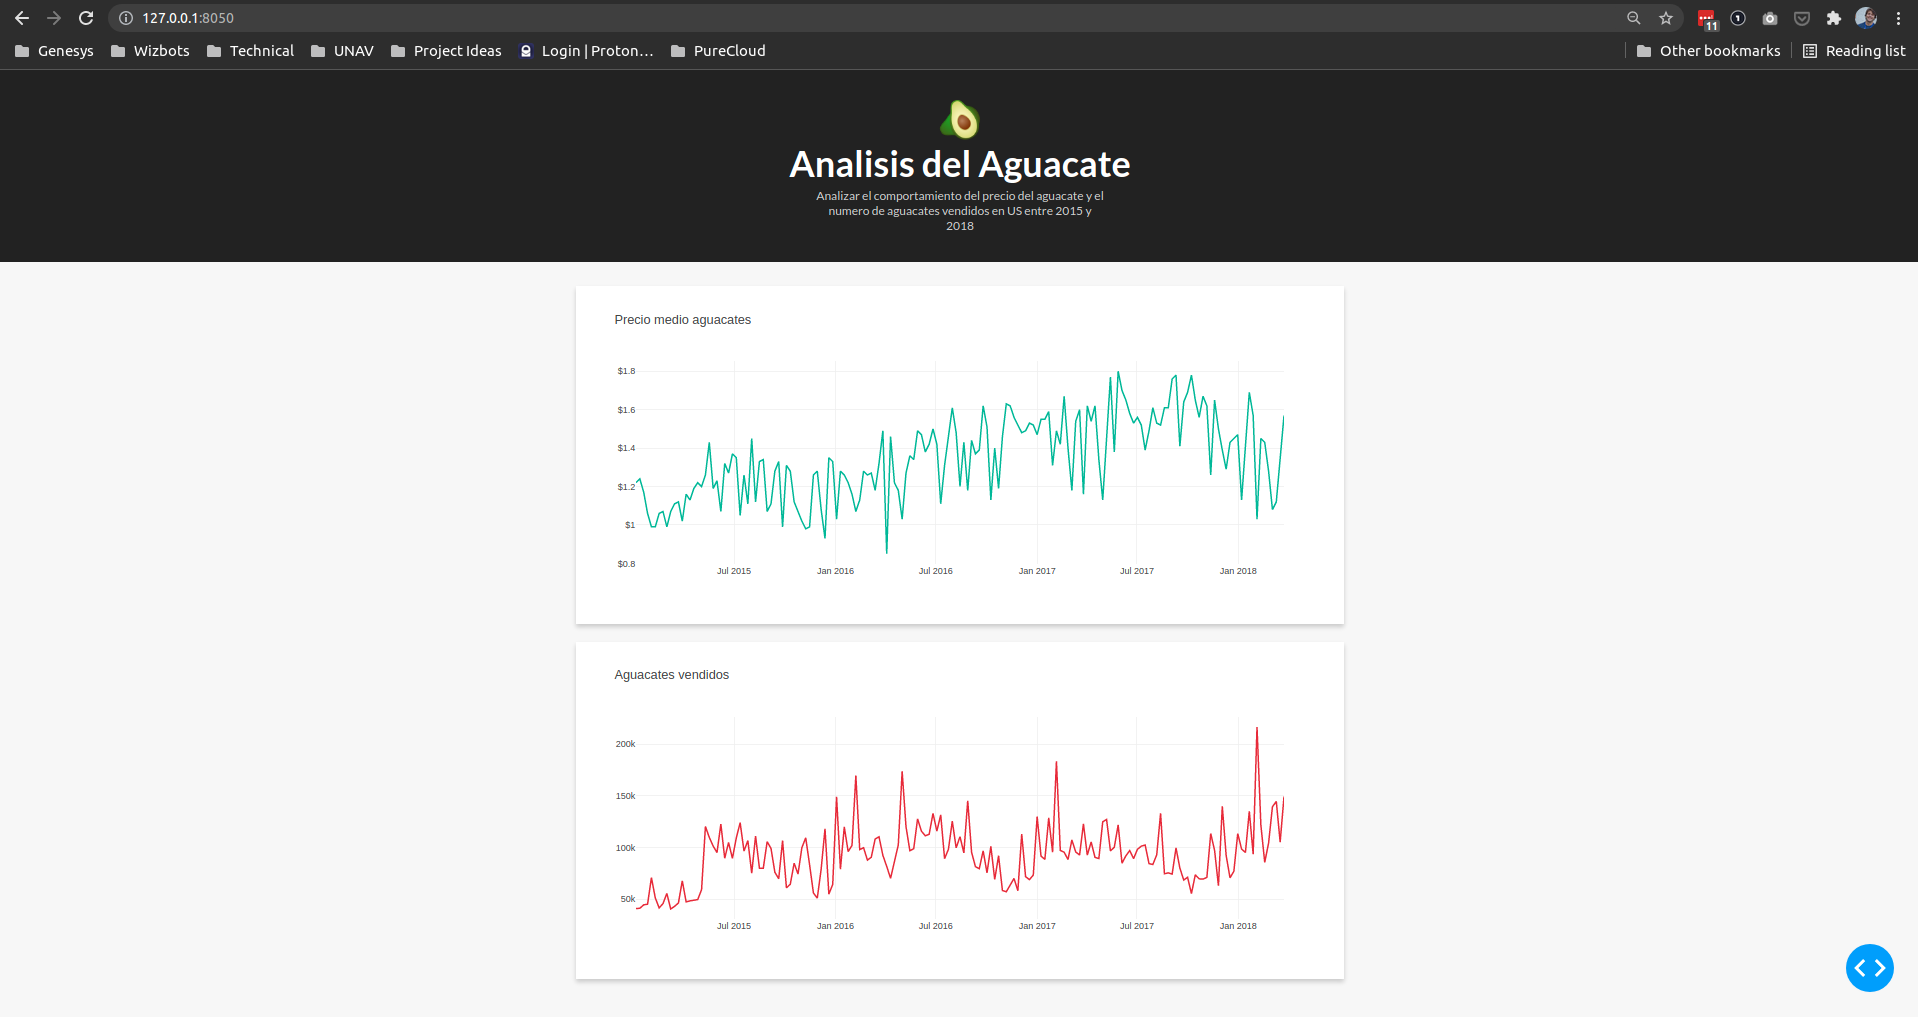 127.0.0.1:8050
11
Genesys Wizbots Technical UNAV Project Ideas Login | Proton... PureCloud Other bookmarks Reading list
Analisis del Aguacate
Analizar el comportamiento del precio del aguacate y el
numero de aguacates vendidos en US entre 2015 y
2018
Precio medio aguacates
$1.8
$1.6
$1.4
$1.2
$1
$0.8
Jul 2015 Jan 2016 Jul 2016 Jan 2017 Jul 2017 Jan 2018
Aguacates vendidos
200k
150k
100k
50k
Jul 2015 Jan 2016 Jul 2016 Jan 2017 Jul 2017 Jan 2018